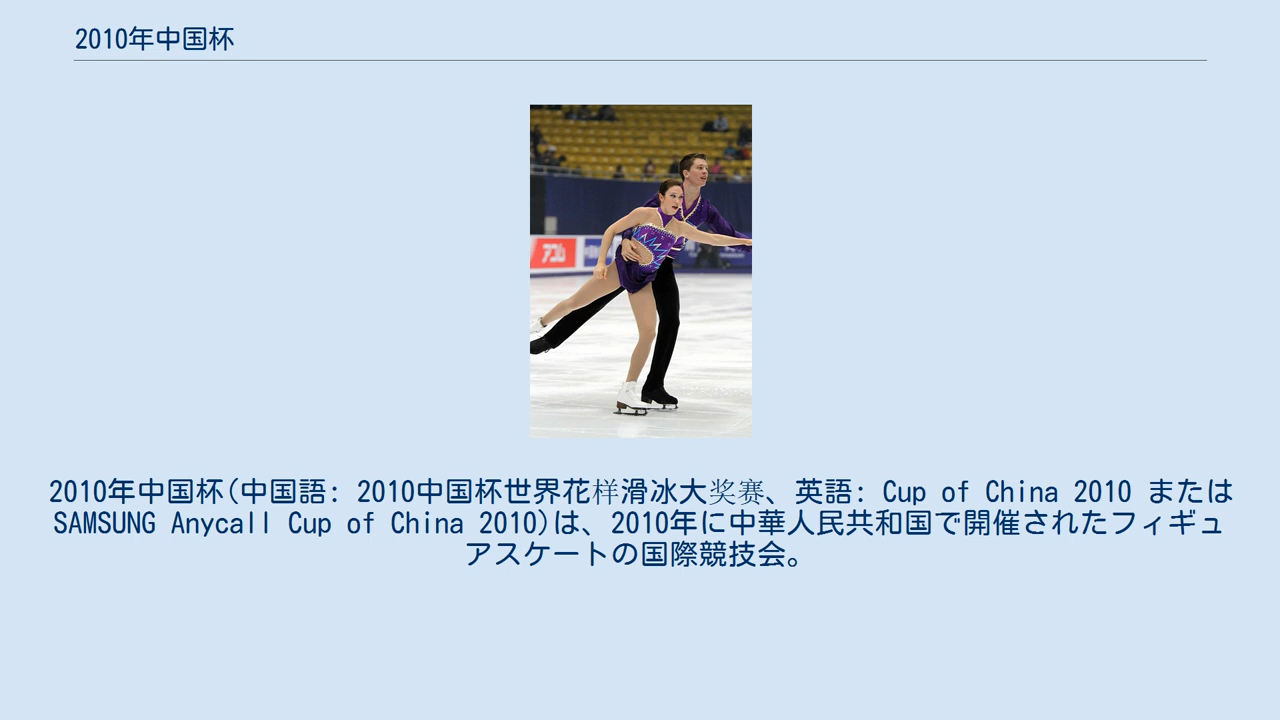 2010年中国杯
アコム
2010年中国杯(中国語: 2010中国杯世界花样滑冰大奖赛、英語: Cup of China 2010 または
SAMSUNG Anycall Cup of China 2010)は、2010年に中華人民共和国で開催されたフィギュ
アスケートの国際競技会。